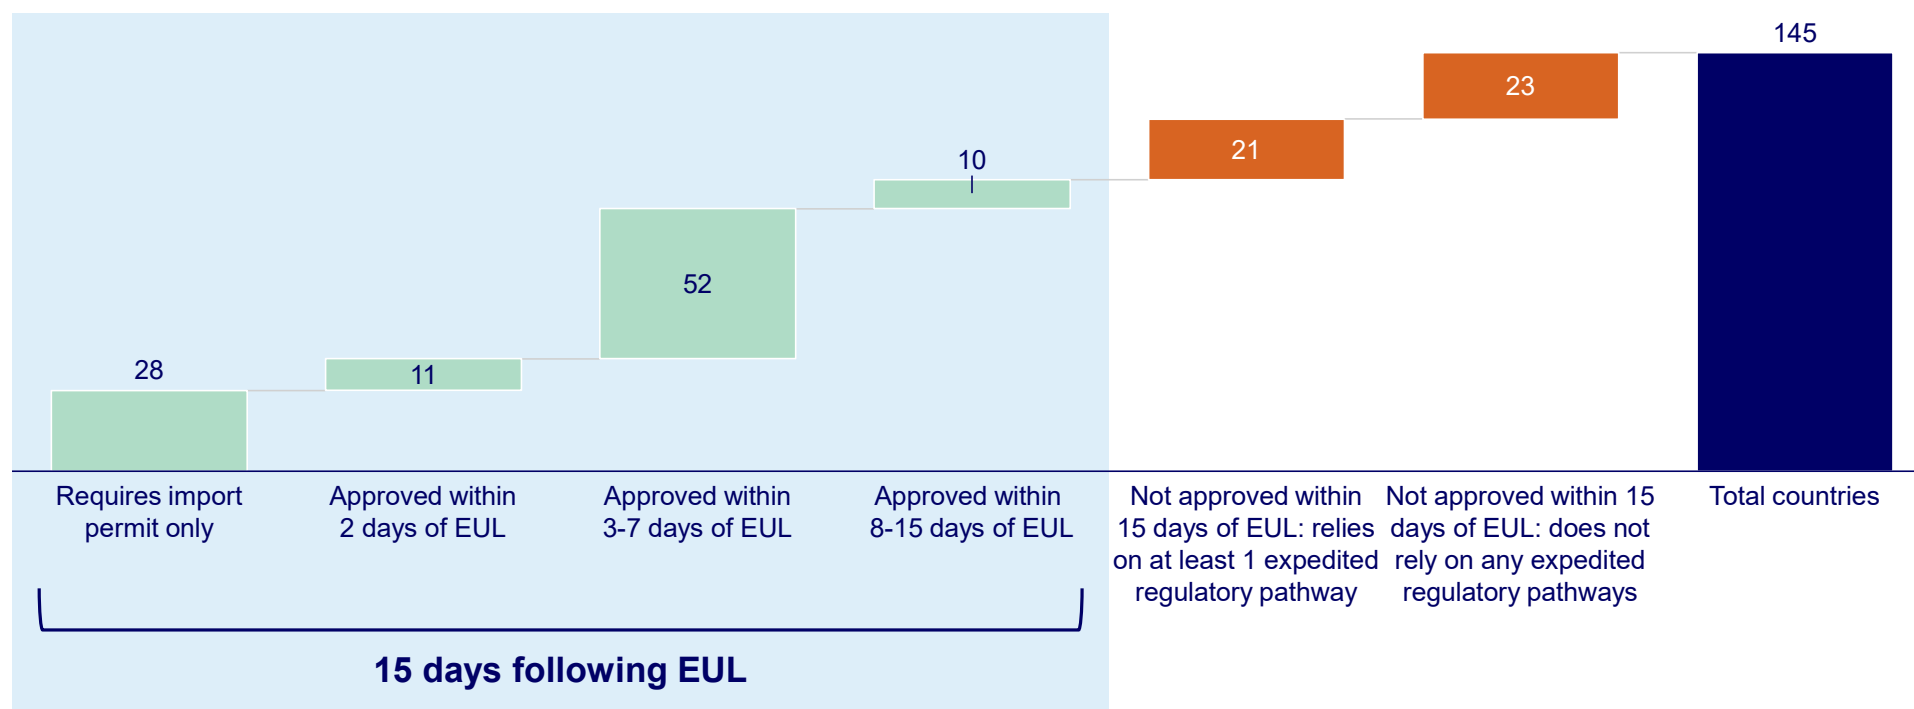 145
23
21
10
52
28
11
Requires import
permit only
Approved within
2 days of EUL
Approved within
3-7 days of EUL
Approved within
8-15 days of EUL
Not approved within
15 days of EUL: relies
on at least 1 expedited
regulatory pathway
Not approved within 15
days of EUL: does not
rely on any expedited
regulatory pathways
Total countries
15 days following EUL